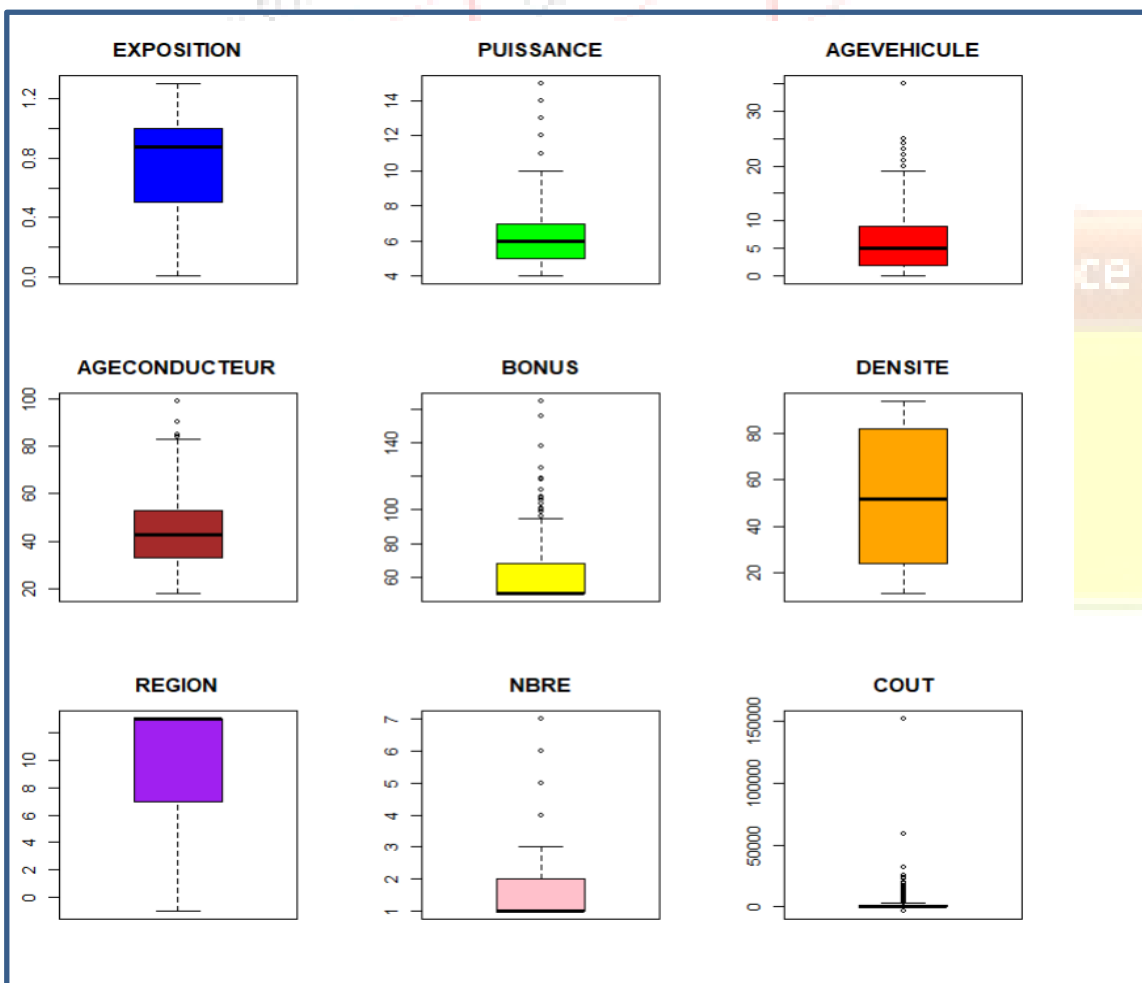 EXPOSITION PUISSANCE AGEVEHICULE
0.0 0.4 0.8 1.2
4 6 8 10 12 14
0 5 10 20 30
AGECONDUCTEUR BONUS DENSITE
20 40 60 80 100
60 80 100 140
20 40 60 80
REGION NBRE COUT
0 2 4 6 8 10
1 2 3 4 5 6 7
0 50000 100000 150000
ce